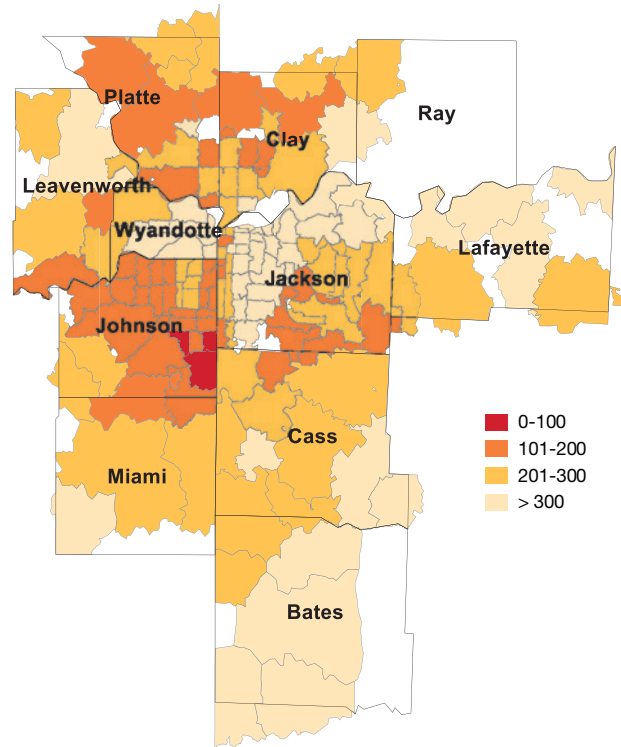 Platte
Ray
Clay
Leavenworth
Wyandotte
Lafayette
Jackson
Johnson
0-100
101-200
201-300
> 300
Cass
Miami
Bates